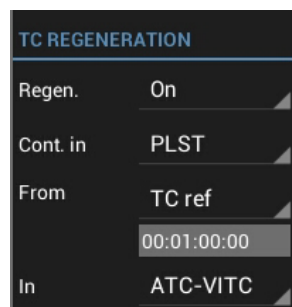 TC REGENERATION
Regen. On
Cont. in PLST
From TC ref
00:01:00:00
In ATC-VITC